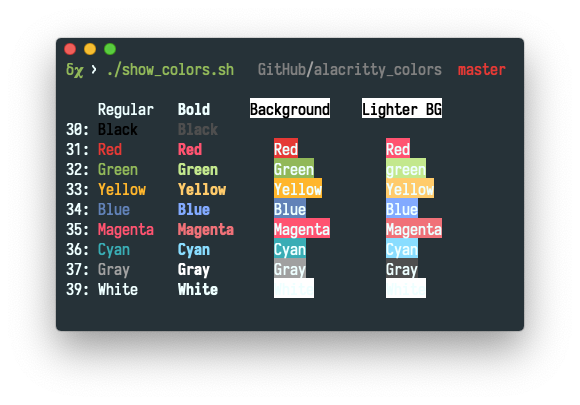 δχ › ./show_colors.sh GitHub/alacritty_colors master
Regular Bold Background Lighter BG
30: Black Black
31: Red Red Red Red
32: Green Green Green green
33: Yellow Yellow Yellow Yellow
34: Blue Blue Blue Blue
35: Magenta Magenta Magenta Magenta
36: Cyan Cyan Cyan Cyan
37: Gray Gray Gray Gray
39: White White White White